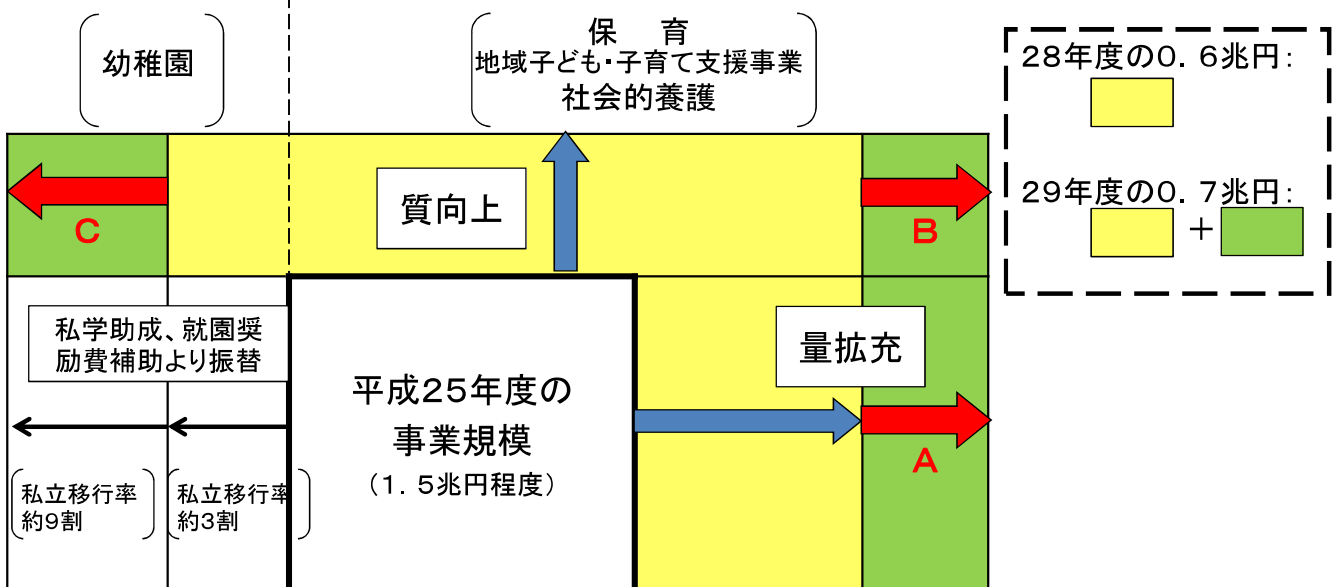 幼稚園
保　育
地域子ども・子育て支援事業
社会的養護
28年度の0．6兆円：
29年度の0．7兆円：
＋
質向上
C
B
私学助成、就園奨
励費補助より振替
量拡充
平成25年度の
事業規模
（1．5兆円程度）
A
私立移行率
約9割
私立移行率
約3割